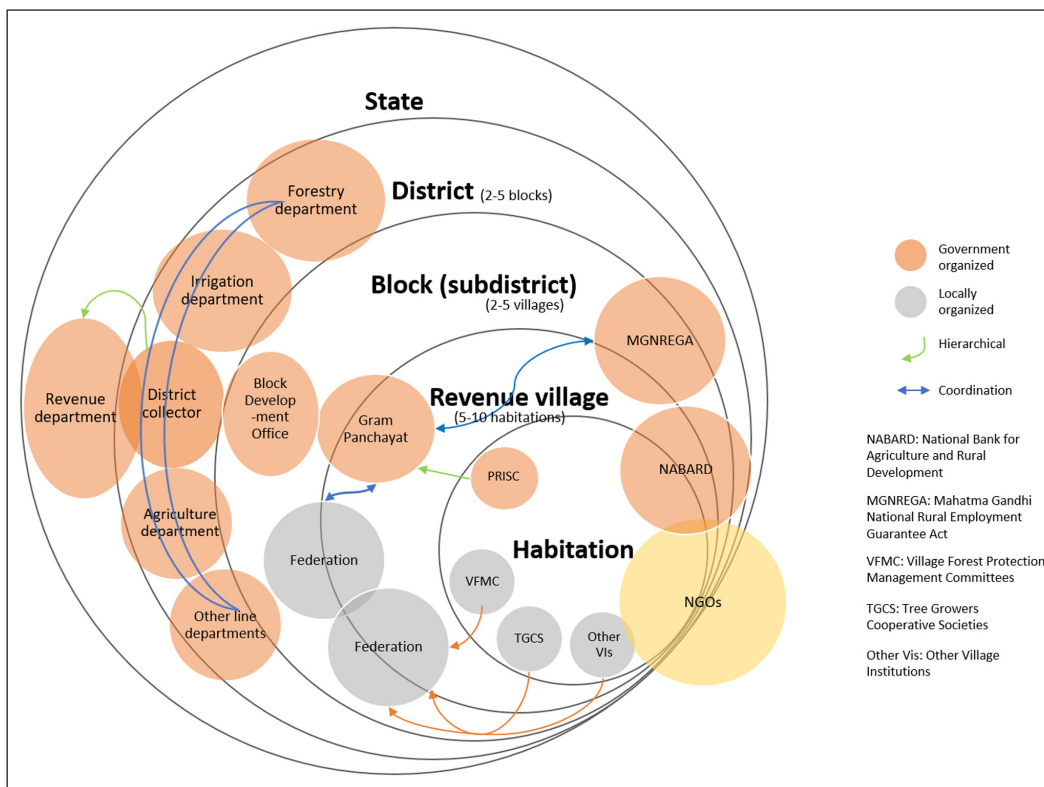 State
Forestry
department
District (2-5 blocks)
Irrigation
department
Block (subdistrict)
(2-5 villages)
MGNREGA
Revenue
department
District
collector
Block
Develop
-ment
Office
Gram
Panchayat
Revenue village
(5-10 habitations)
PRISC
NABARD
Agriculture
department
Federation
Habitation
VFMC
NGOs
Other line
departments
Federation
TGCS
Other
VIs
Government
organized
Locally
organized
Hierarchical
Coordination
NABARD: National Bank for
Agriculture and Rural
Development
MGNREGA: Mahatma Gandhi
National Rural Employment
Guarantee Act
VFMC: Village Forest Protection
Management Committees
TGCS: Tree Growers
Cooperative Societies
Other Vis: Other Village
Institutions